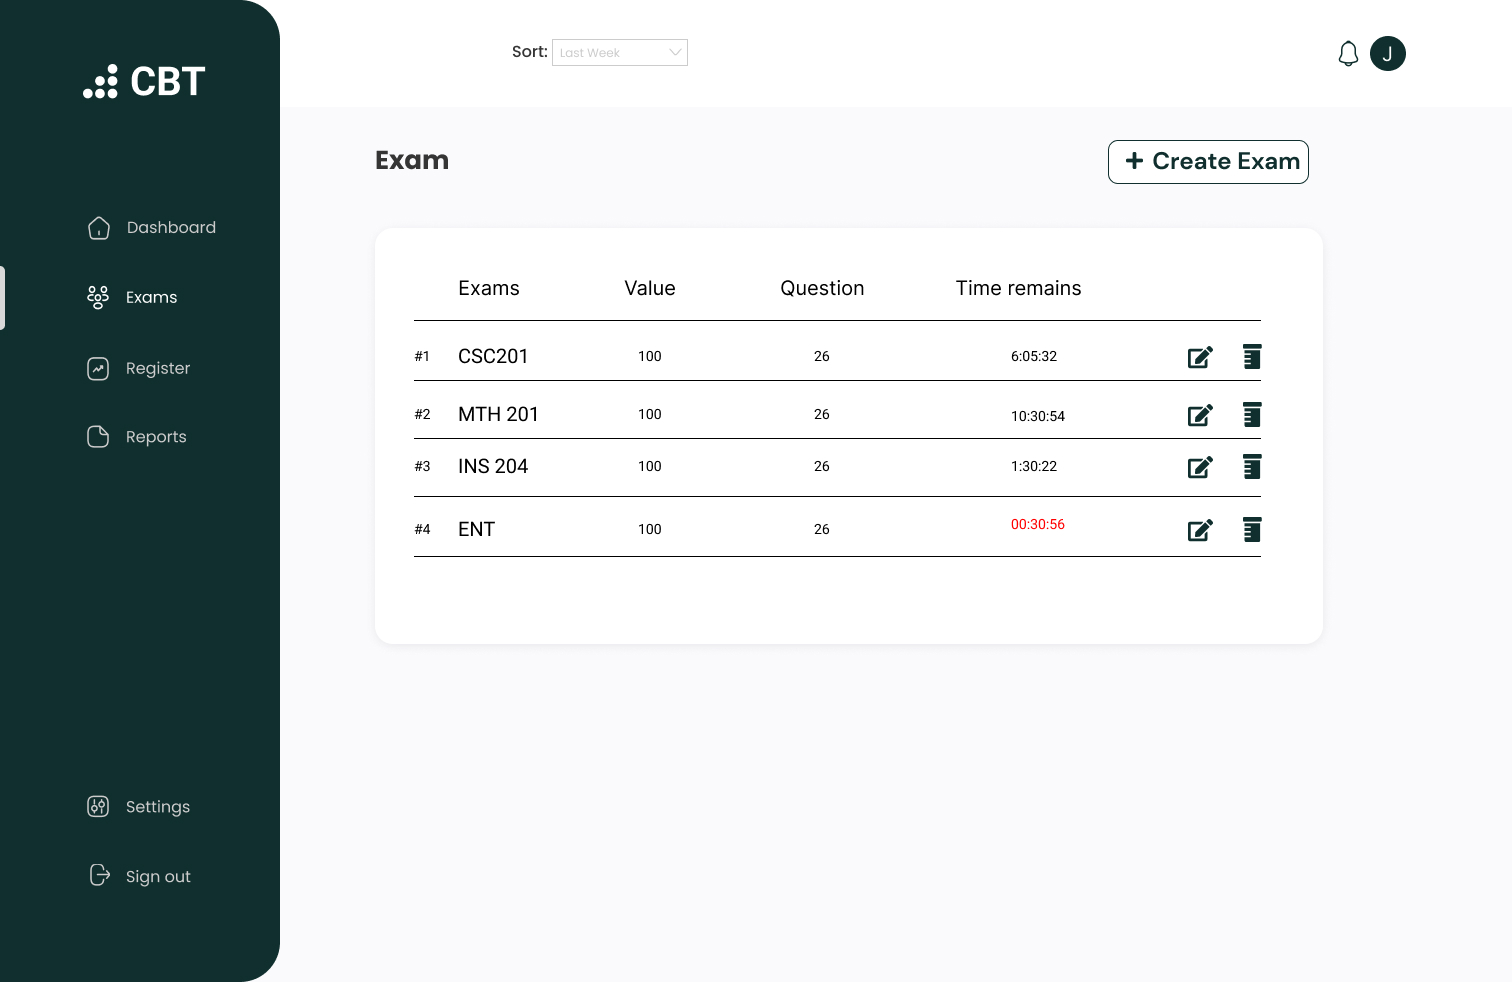 CBT
Sort: Last Week
J
Dashboard
Exams
Register
Reports
Settings
Sign out
Exam
Create Exam
Exams Value Question Time remains
#1 CSC201 100 26 6:05:32
#2 MTH 201 100 26 10:30:54
#3 INS 204 100 26 1:30:22
#4 ENT 100 26 00:30:56